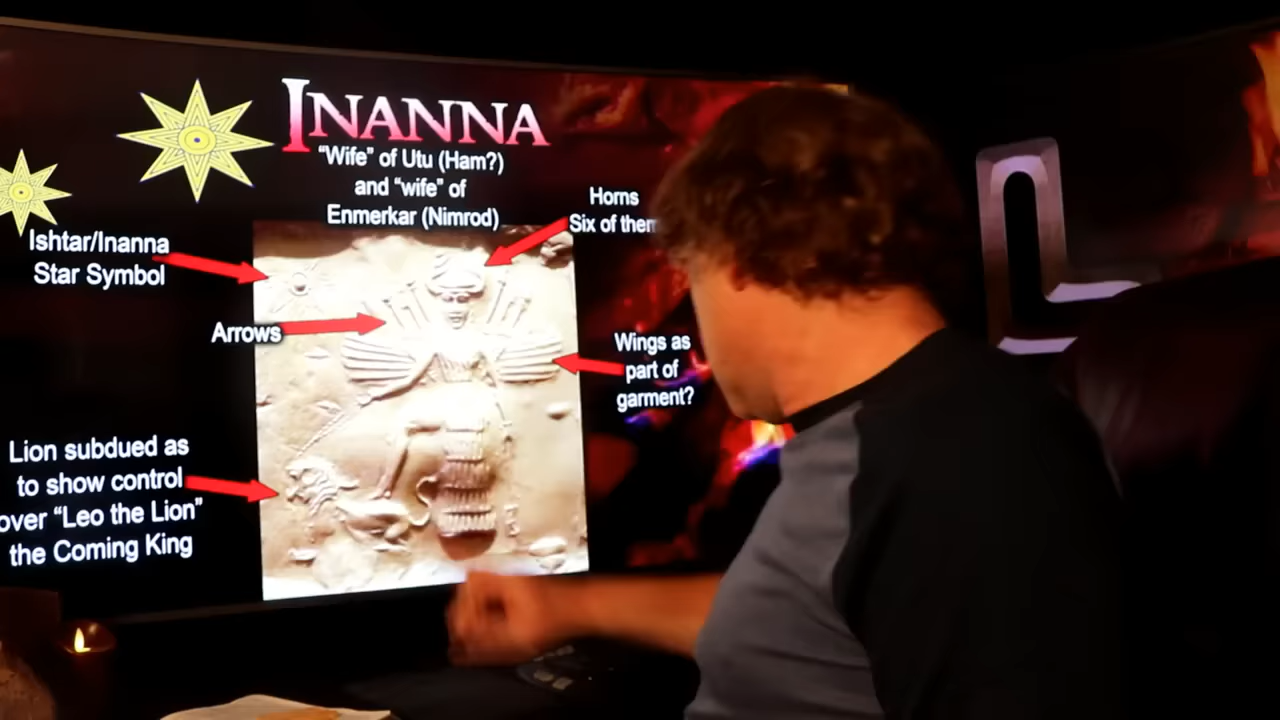 INANNA
"Wife" of Utu (Ham?)
and "wife" of
Enmerkar (Nimrod)
Horns
Six of
Ishtar/Inanna
Star Symbol
Arrows
Wings as
part of
garment?
Lion subdued as
to show control
over "Leo the Lion"
the Coming King